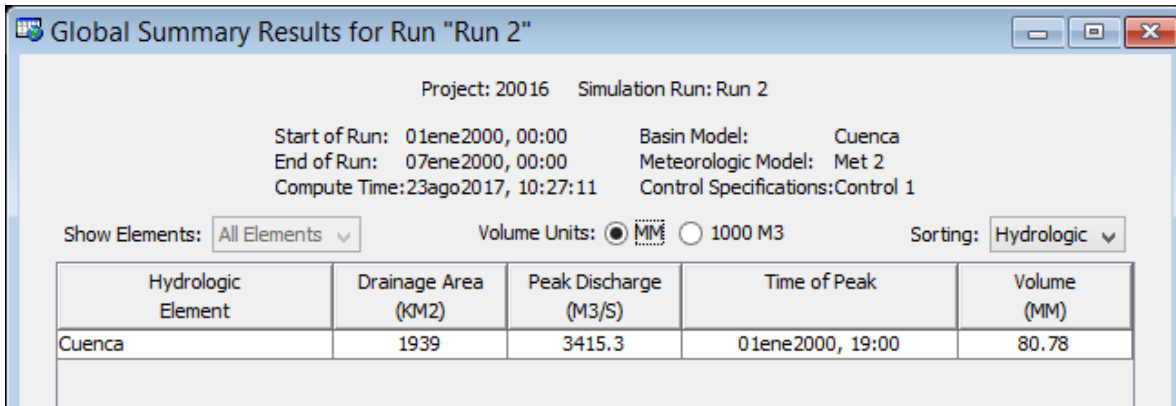 Global Summary Results for Run "Run 2"
Project: 20016 Simulation Run: Run 2
Start of Run: 01ene2000, 00:00 Basin Model: Cuenca
End of Run: 07ene2000, 00:00 Meteorologic Model: Met 2
Compute Time:23ago2017, 10:27:11 Control Specifications:Control 1
Show Elements: All Elements Volume Units: MM 1000 M3 Sorting: Hydrologic
Hydrologic Drainage Area Peak Discharge Time of Peak Volume
Element (KM2) (M3/S) (MM)
Cuenca 1939 3415.3 01ene2000, 19:00 80.78